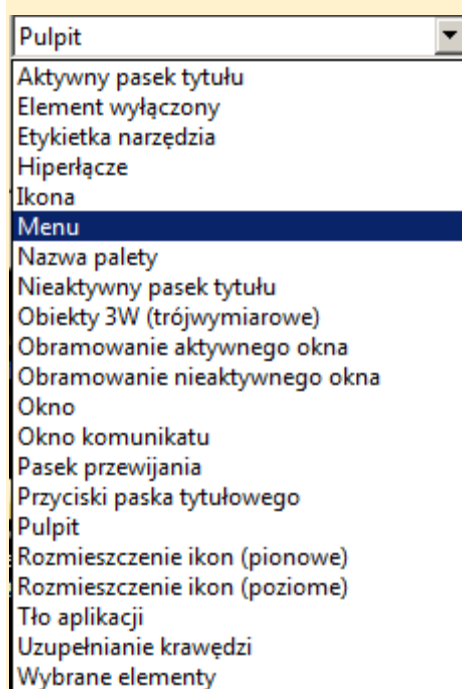 Pulpit
Aktywny pasek tytułu
Element wyłączony
Etykietka narzędzia
Hiperłącze
Ikona
Menu
Nazwa palety
Nieaktywny pasek tytułu
Obiekty 3W (trójwymiarowe)
Obramowanie aktywnego okna
Obramowanie nieaktywnego okna
Okno
Okno komunikatu
Pasek przewijania
Przyciski paska tytułowego
Pulpit
Rozmieszczenie ikon (pionowe)
Rozmieszczenie ikon (poziome)
Tło aplikacji
Uzupełnianie krawędzi
Wybrane elementy